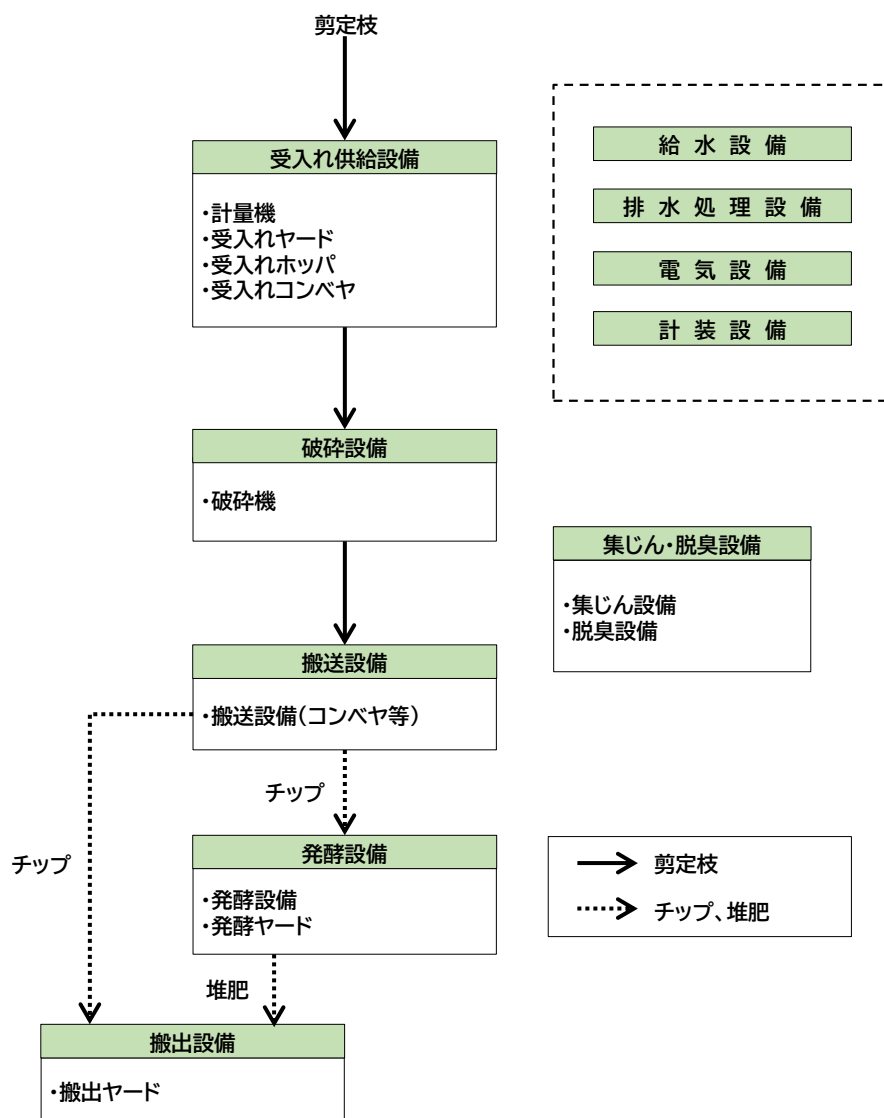 剪定枝
受入れ供給設備
・計量機
・受入れヤード
・受入れホッパ
・受入れコンベヤ
給水設備
排水処理設備
電気設備
計装設備
破砕設備
・破砕機
集じん・脱臭設備
・集じん設備
・脱臭設備
搬送設備
・搬送設備(コンベヤ等)
チップ
チップ
発酵設備
・発酵設備
・発酵ヤード
剪定枝
チップ、堆肥
堆肥
搬出設備
・搬出ヤード